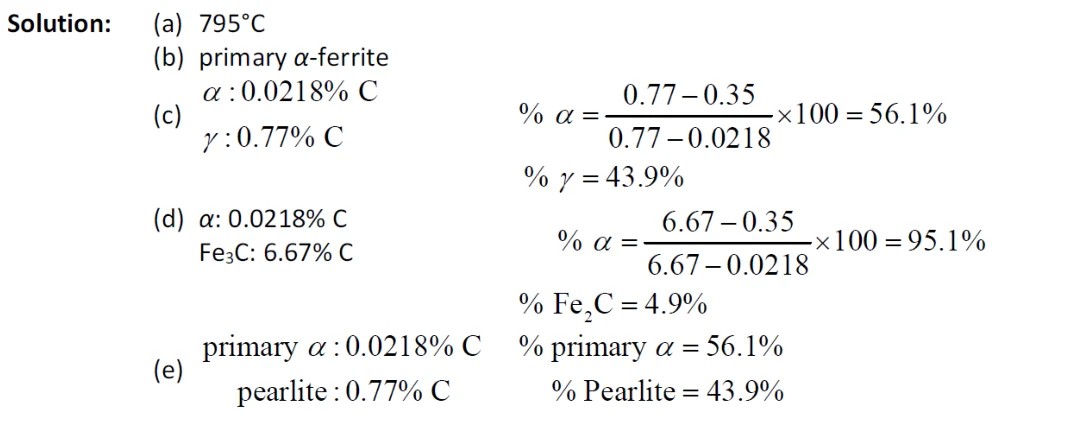 Solution: (a) 795°C
(b) primary α-ferrite
(c) α : 0.0218% C
γ : 0.77% C
% α = (0.77 – 0.35)/(0.77 – 0.0218) ×100 = 56.1%
% γ = 43.9%
(d) α: 0.0218% C
Fe₃C: 6.67% C
% α = (6.67 – 0.35)/(6.67 – 0.0218) ×100 = 95.1%
% Fe₂C = 4.9%
(e) primary α : 0.0218% C % primary α = 56.1%
pearlite : 0.77% C % Pearlite = 43.9%